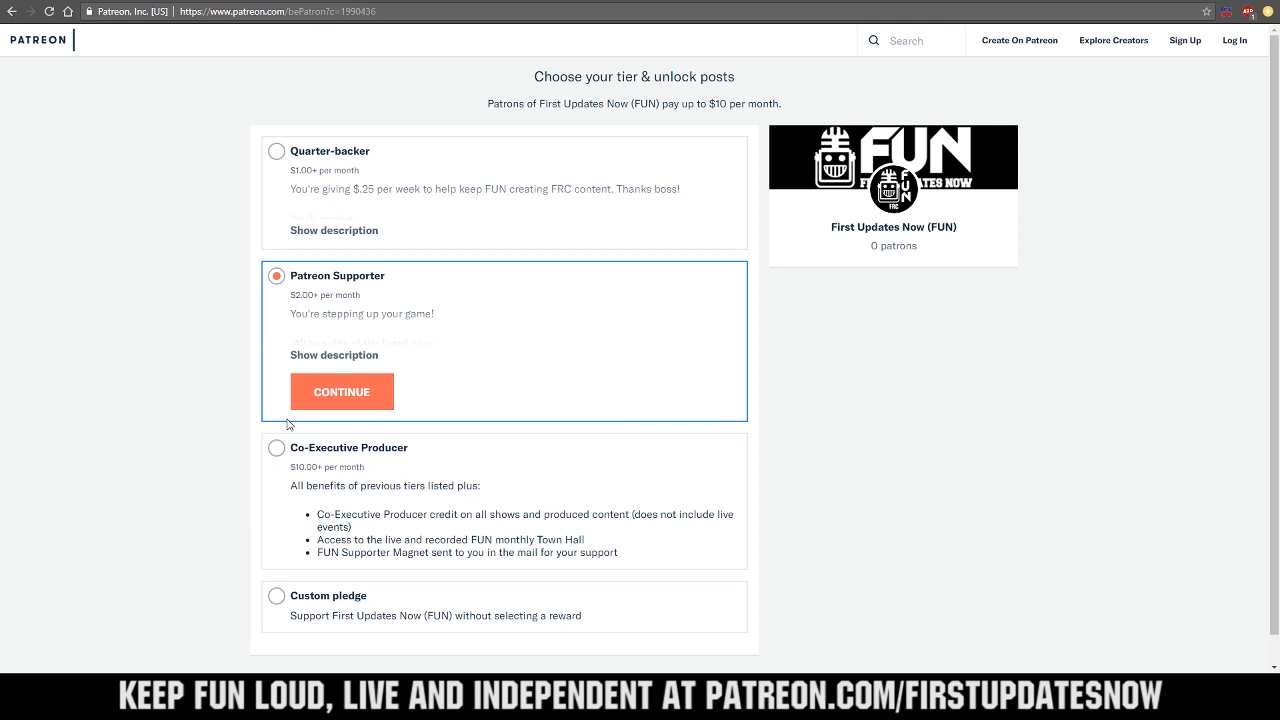 Patreon, Inc. [US] https://www.patreon.com/bePatron?c=1990436
PATREON
Search
Create On Patreon
Explore Creators
Sign Up
Log In
Choose your tier & unlock posts
Patrons of First Updates Now (FUN) pay up to $10 per month.
Quarter-backer
$1.00+ per month
You're giving $.25 per week to help keep FUN creating FRC content. Thanks boss!
Show description
Patreon Supporter
$2.00+ per month
You're stepping up your game!
All benefits of tier listed plus:
Show description
CONTINUE
Co-Executive Producer
$10.00+ per month
All benefits of previous tiers listed plus:
Co-Executive Producer credit on all shows and produced content (does not include live
events)
Access to the live and recorded FUN monthly Town Hall
FUN Supporter Magnet sent to you in the mail for your support
Custom pledge
Support First Updates Now (FUN) without selecting a reward
FUN
FUN
FRC
First Updates Now (FUN)
0 patrons
KEEP FUN LOUD, LIVE AND INDEPENDENT AT PATREON.COM/FIRSTUPDATESNOW